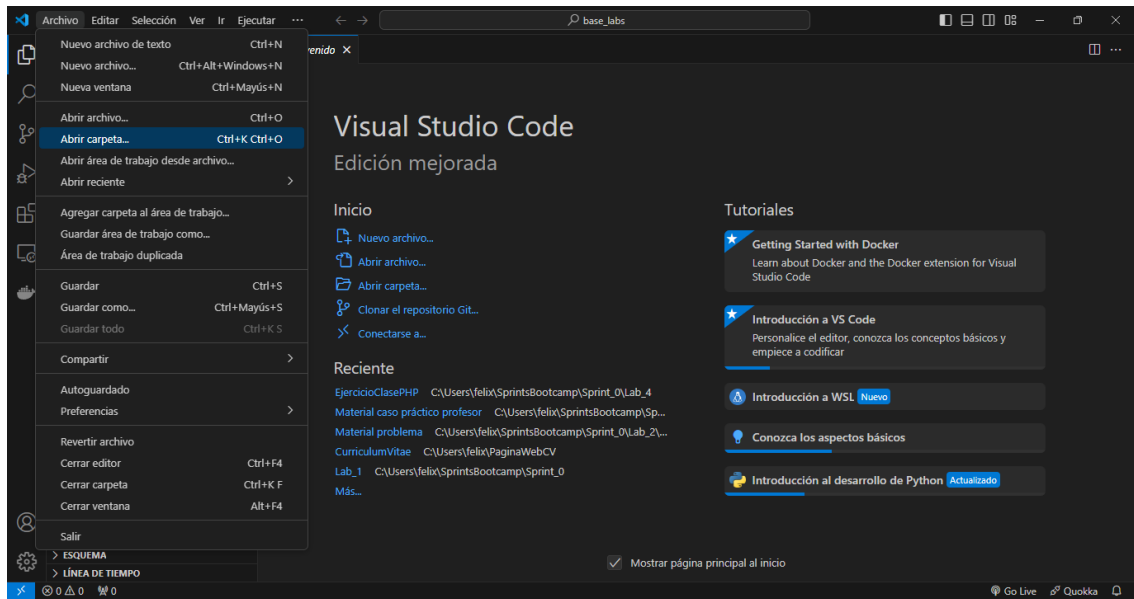 Archivo Editar Selección Ver Ir Ejecutar ... base_labs
Nuevo archivo de texto Ctrl+N
Nuevo archivo... Ctrl+Alt+Windows+N
Nueva ventana Ctrl+Mayús+N
Abrir archivo... Ctrl+O
Abrir carpeta... Ctrl+K Ctrl+O
Abrir área de trabajo desde archivo...
Abrir reciente
Agregar carpeta al área de trabajo...
Guardar área de trabajo como...
Área de trabajo duplicada
Guardar Ctrl+S
Guardar como... Ctrl+Mayús+S
Guardar todo Ctrl+K S
Compartir
Autoguardado
Preferencias
Revertir archivo
Cerrar editor Ctrl+F4
Cerrar carpeta Ctrl+K F
Cerrar ventana Alt+F4
Salir
ESQUEMA
LÍNEA DE TIEMPO
enido
Visual Studio Code
Edición mejorada
Inicio
Nuevo archivo...
Abrir archivo...
Abrir carpeta...
Clonar el repositorio Git...
Conectarse a...
Reciente
EjercicioClasePHP C:\Users\felix\SprintsBootcamp\Sprint_0\Lab_4
Material caso práctico profesor C:\Users\felix\SprintsBootcamp\Sp...
Material problema C:\Users\felix\SprintsBootcamp\Sprint_0\Lab_2\...
CurriculumVitae C:\Users\felix\PaginaWebCV
Lab_1 C:\Users\felix\SprintsBootcamp\Sprint_0
Más...
Tutoriales
Getting Started with Docker
Learn about Docker and the Docker extension for Visual
Studio Code
Introducción a VS Code
Personalice el editor, conozca los conceptos básicos y
empiece a codificar
Introducción a WSL Nuevo
Conozca los aspectos básicos
Introducción al desarrollo de Python Actualizado
Mostrar página principal al inicio
0 0 0 Go Live Quokka